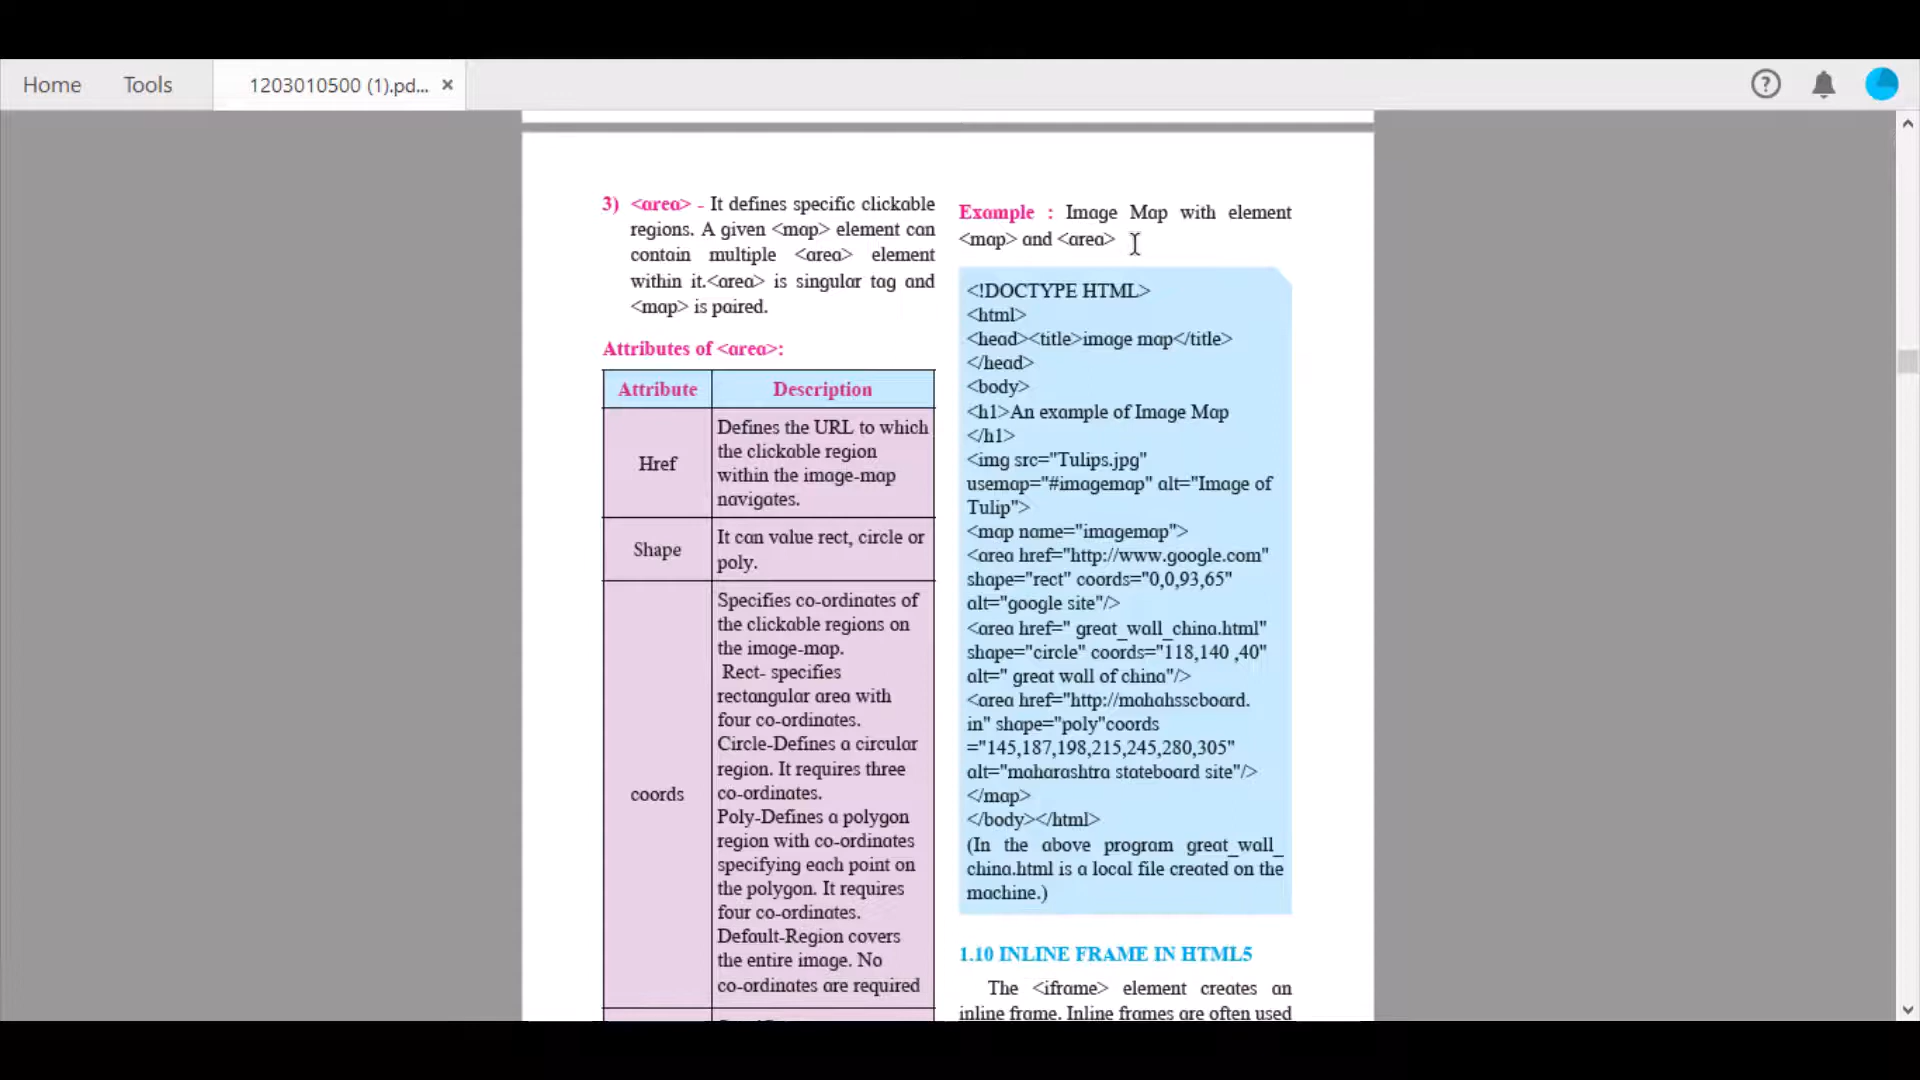 Home
Tools
1203010500 (1).pd...
3) <area> - It defines specific clickable
regions. A given <map> element can
contain multiple <area> element
within it.<area> is singular tag and
<map> is paired.
Attributes of <area>:
Attribute Description
Href
Defines the URL to which
the clickable region
within the image-map
navigates.
Shape
It can value rect, circle or
poly.
coords
Specifies co-ordinates of
the clickable regions on
the image-map.
Rect- specifies
rectangular area with
four co-ordinates.
Circle-Defines a circular
region. It requires three
co-ordinates.
Poly-Defines a polygon
region with co-ordinates
specifying each point on
the polygon. It requires
four co-ordinates.
Default-Region covers
the entire image. No
co-ordinates are required
Example : Image Map with element
<map> and <area>
<!DOCTYPE HTML>
<html>
<head><title>image map</title>
</head>
<body>
<h1>An example of Image Map
</h1>
<img src="Tulips.jpg"
usemap="#imagemap" alt="Image of
Tulip">
<map name="imagemap">
<area href="http://www.google.com"
shape="rect" coords="0,0,93,65"
alt="google site"/>
<area href=" great_wall_china.html"
shape="circle" coords="118,140 ,40"
alt=" great wall of china"/>
<area href="http://mahahsscboard.
in" shape="poly"coords
="145,187,198,215,245,280,305"
alt="maharashtra stateboard site"/>
</map>
</body></html>
(In the above program great_wall_
china.html is a local file created on the
machine.)
1.10 INLINE FRAME IN HTML5
The <iframe> element creates an
inline frame. Inline frames are often used